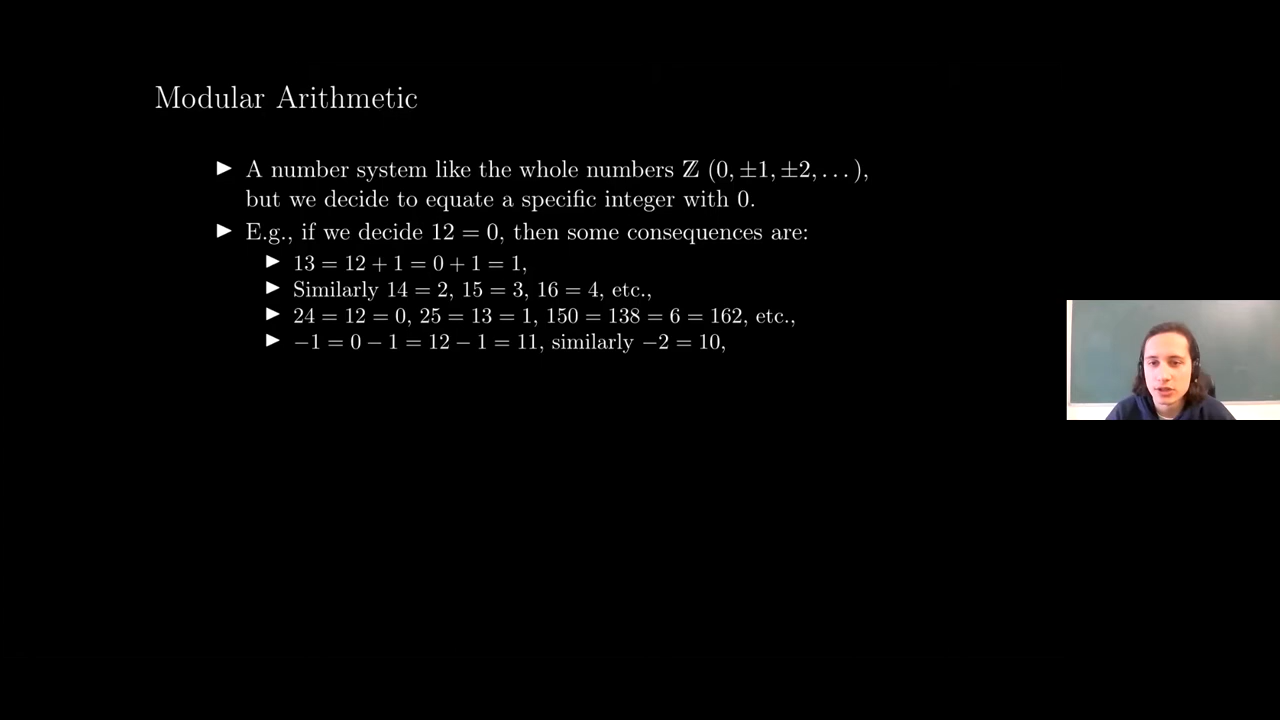 Modular Arithmetic
▶ A number system like the whole numbers ℤ (0, ±1, ±2, . . . ),
but we decide to equate a specific integer with 0.
▶ E.g., if we decide 12 = 0, then some consequences are:
▶ 13 = 12 + 1 = 0 + 1 = 1,
▶ Similarly 14 = 2, 15 = 3, 16 = 4, etc.,
▶ 24 = 12 = 0, 25 = 13 = 1, 150 = 138 = 6 = 162, etc.,
▶ −1 = 0 − 1 = 12 − 1 = 11, similarly −2 = 10,